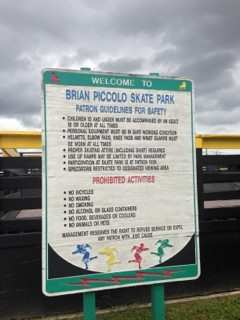 WELCOME TO
BRIAN PICCOLO SKATE PARK
PATRON GUIDELINES FOR SAFETY
• CHILDREN 10 AND UNDER MUST BE ACCOMPANIED BY AN ADULT
18 OR OLDER AT ALL TIMES
• PERSONAL EQUIPMENT MUST BE IN SAFE WORKING CONDITION
• HELMETS, ELBOW PADS, KNEE PADS AND WRIST GUARDS MUST
BE WORN AT ALL TIMES
• PROPER SKATING ATTIRE (INCLUDING SHIRT) REQUIRED
• USE OF RAMPS MAY BE LIMITED BY PARK MANAGEMENT
• PARTICIPATION AT SKATE PARK IS AT PATRON RISK
• SPECTATORS RESTRICTED TO DESIGNATED VIEWING AREA
PROHIBITED ACTIVITIES
• NO BICYCLES
• NO WAXING
• NO SMOKING
• NO ALCOHOL OR GLASS CONTAINERS
• NO FOOD, BEVERAGES OR COOLERS
• NO ANIMALS OR PETS
MANAGEMENT RESERVES THE RIGHT TO REFUSE SERVICE OR EXPEL
ANY PATRON WITH JUST CAUSE